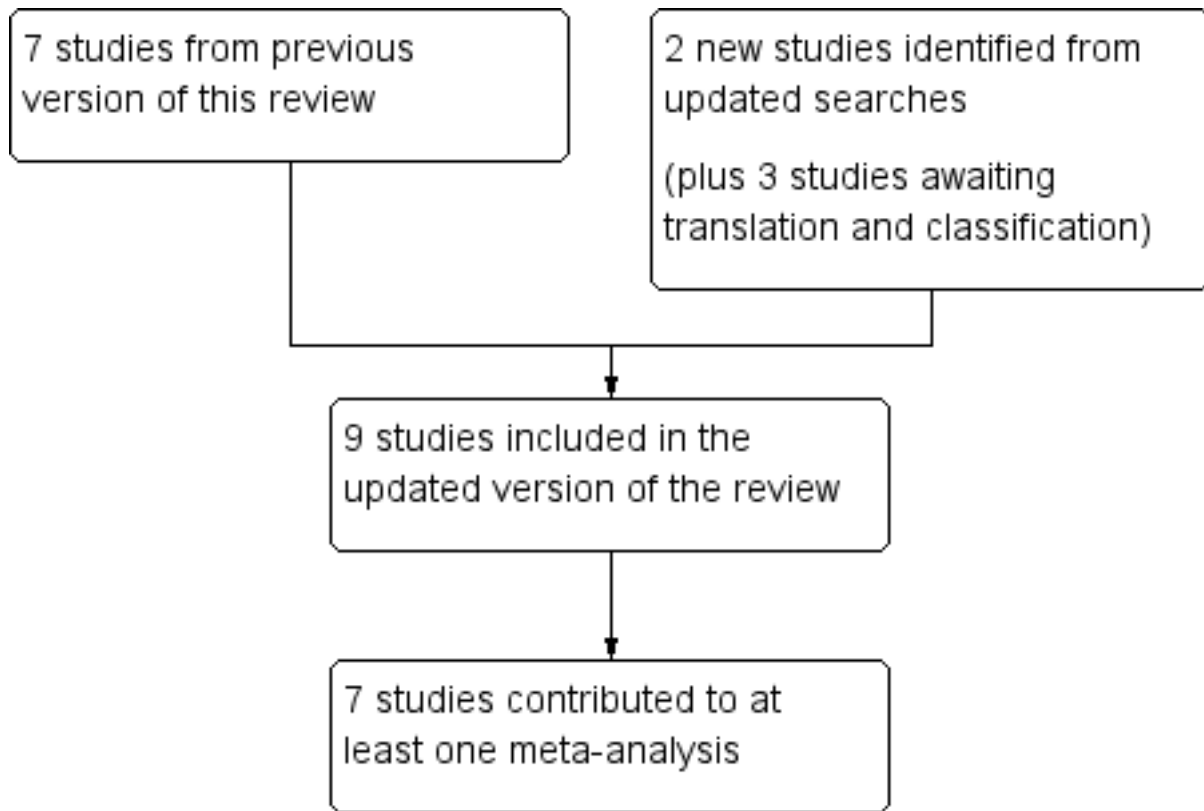 7 studies from previous
version of this review
2 new studies identified from
updated searches
(plus 3 studies awaiting
translation and classification)
9 studies included in the
updated version of the review
7 studies contributed to at
least one meta-analysis